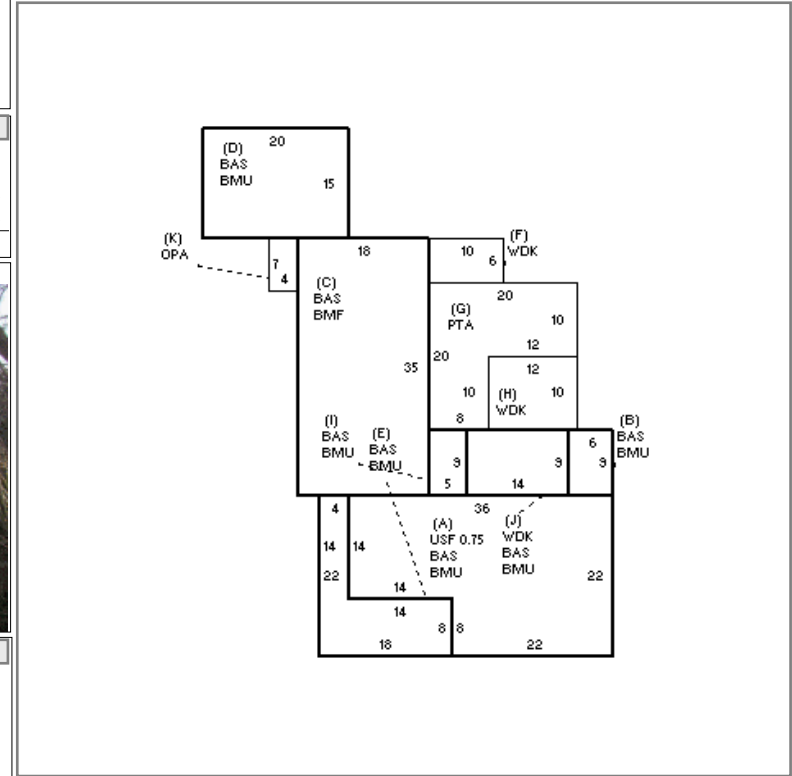 20
(D)
BAS
BMU
15
(K)
OPA
7
4
18
(C)
BAS
BMF
35
10
6
(F)
WDK
20
(G)
PTA
10
12
20
12
10
(H)
WDK
10
8
(I)
BAS
BMU
(E)
BAS
BMU
9
5
9
14
6
9
(B)
BAS
BMU
4
36
(A)
USF 0.75
BAS
BMU
(J)
WDK
BAS
BMU
14
14
22
22
14
14
8
8
18
22